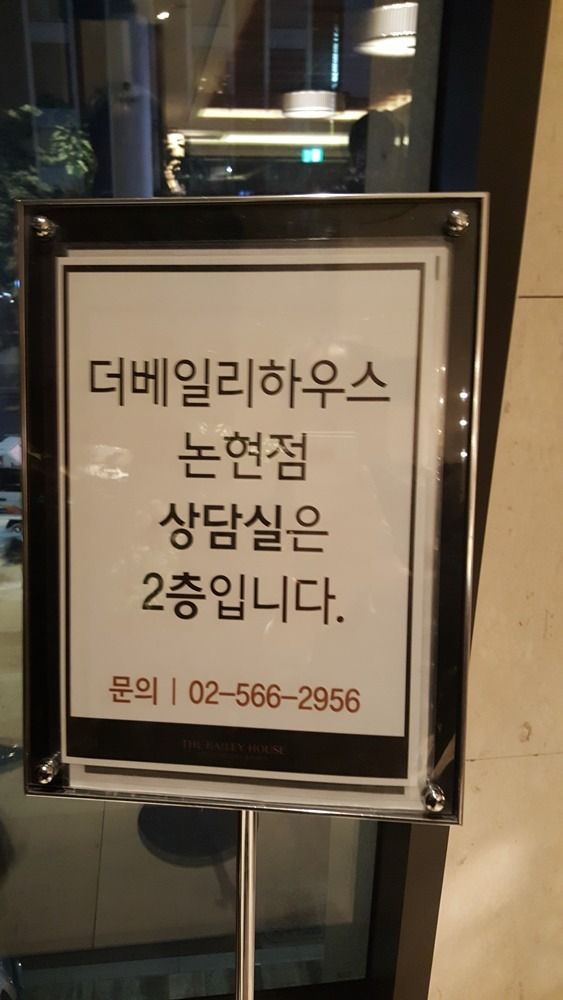 더베일리하우스
논현점
상담실은
2층입니다.
문의 | 02-566-2956
THE BAILEY HOUSE